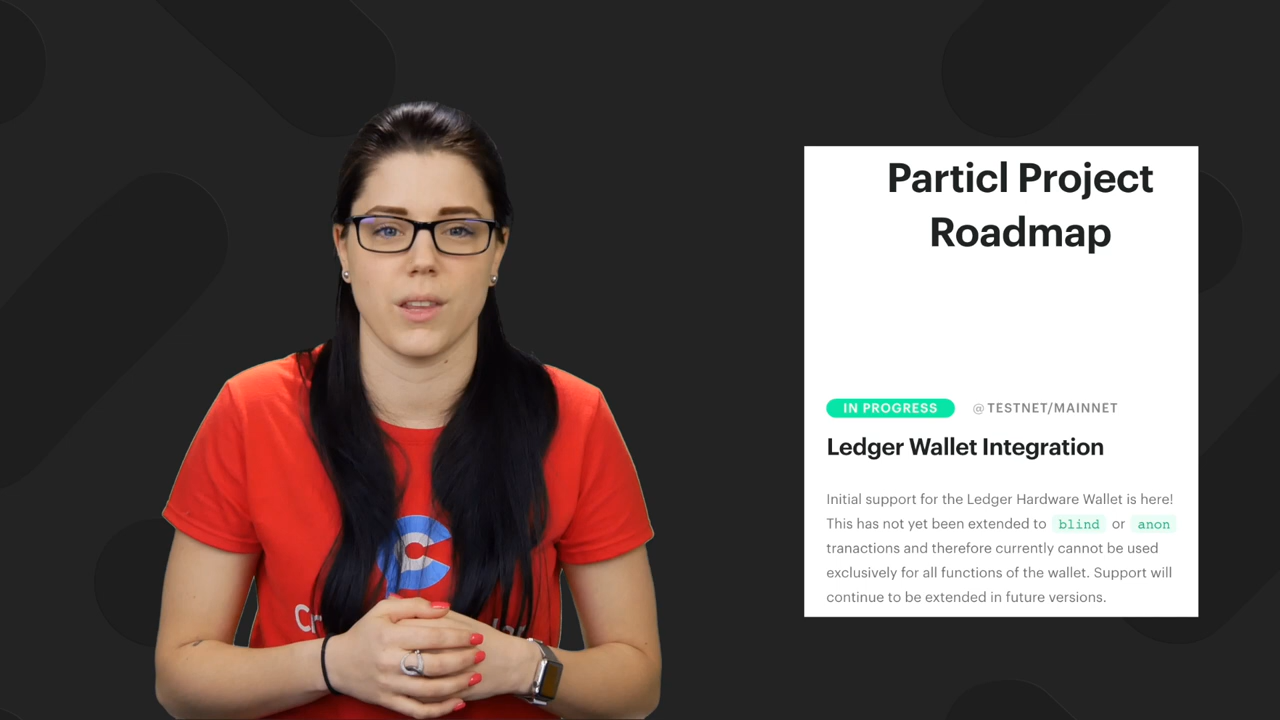 Particl Project
Roadmap
IN PROGRESS @TESTNET/MAINNET
Ledger Wallet Integration
Initial support for the Ledger Hardware Wallet is here!
This has not yet been extended to blind or anon
tranactions and therefore currently cannot be used
exclusively for all functions of the wallet. Support will
continue to be extended in future versions.